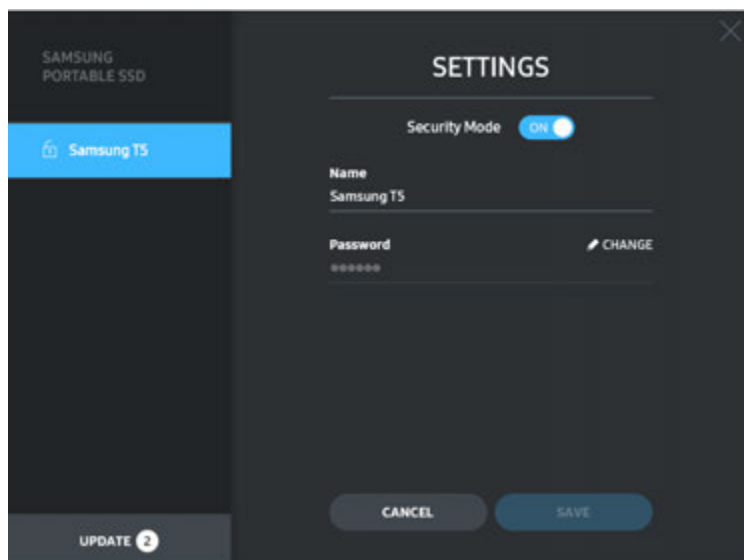 SAMSUNG
PORTABLE SSD
Samsung T5
UPDATE 2
SETTINGS
Security Mode ON
Name
Samsung T5
Password CHANGE
●●●●●●
CANCEL SAVE